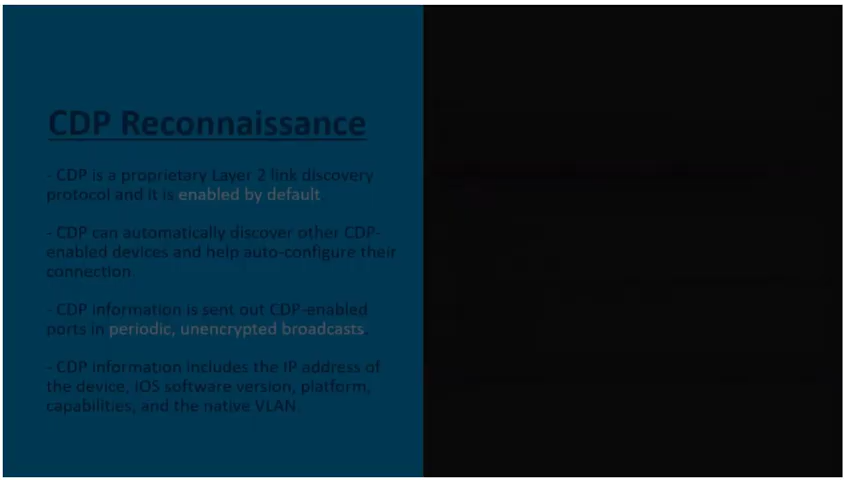 CDP Reconnaissance
- CDP is a proprietary Layer 2 link discovery
protocol and it is enabled by default.
- CDP can automatically discover other CDP-
enabled devices and help auto-configure their
connection.
- CDP information is sent out CDP-enabled
ports in periodic, unencrypted broadcasts.
- CDP information includes the IP address of
the device, IOS software version, platform,
capabilities, and the native VLAN.